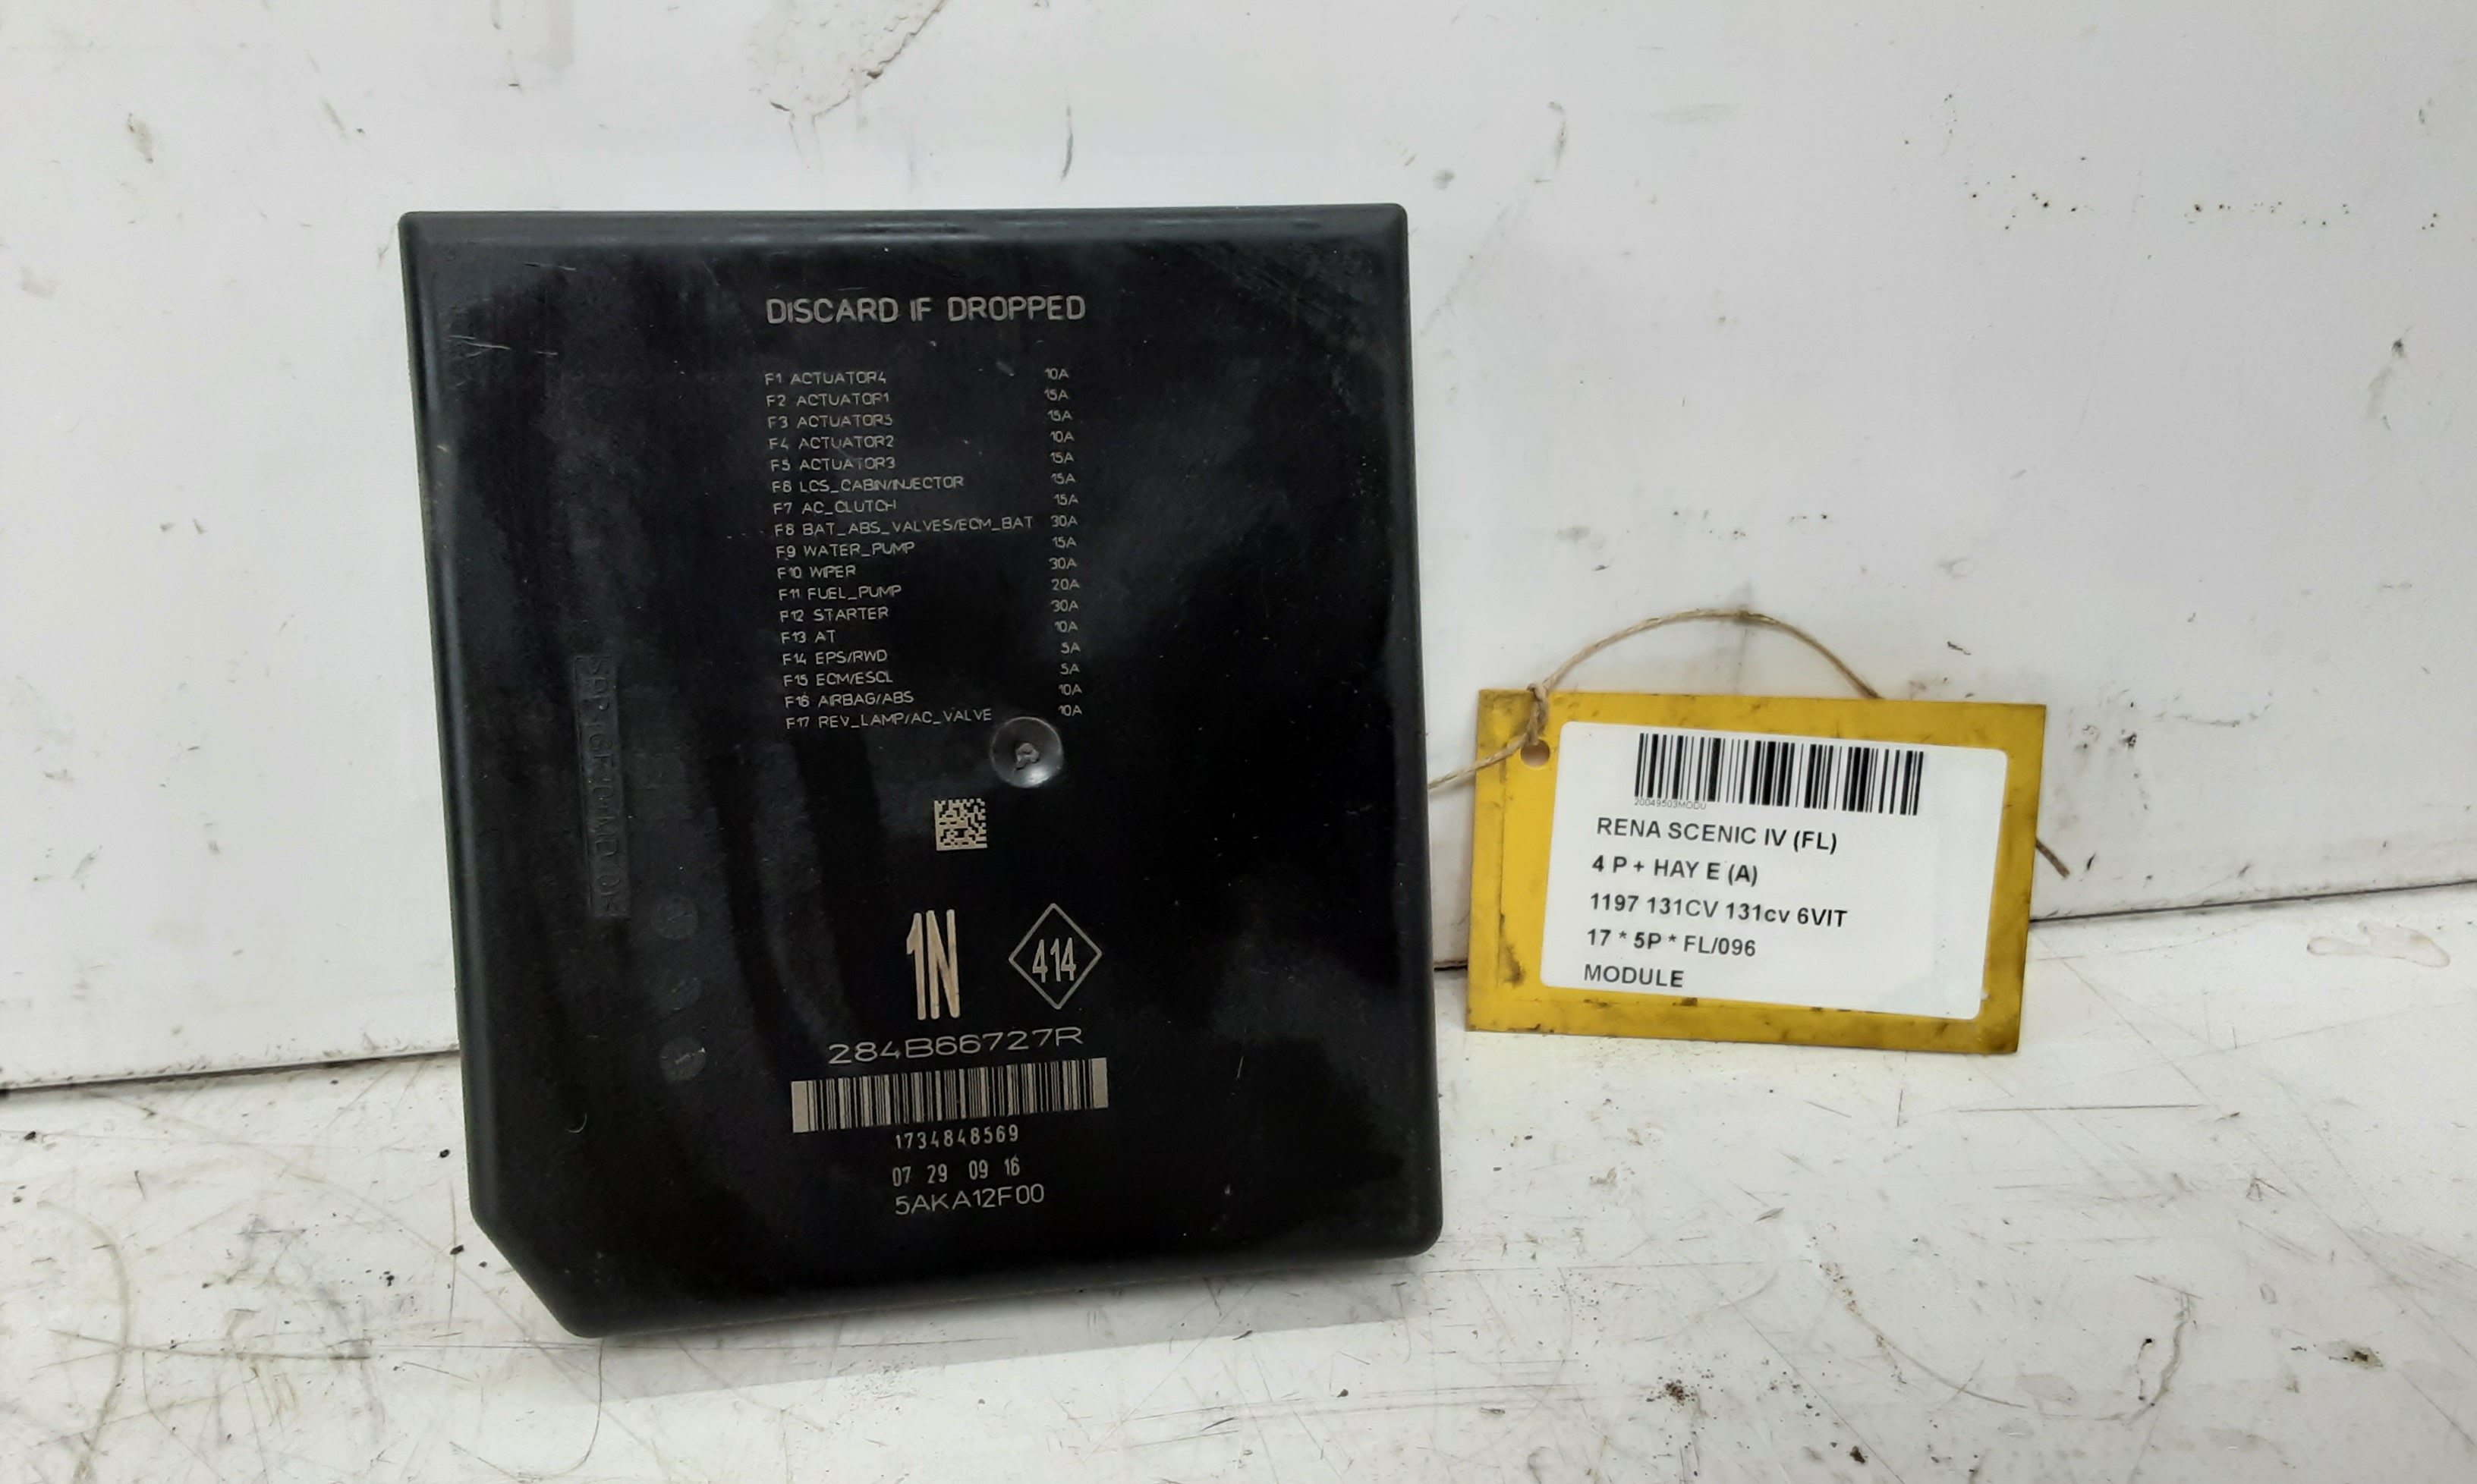 DISCARD IF DROPPED
F1 ACTUATOR4 10A
F2 ACTUATOR1 15A
F3 ACTUATOR5 15A
F4 ACTUATOR2 10A
F5 ACTUATOR3 15A
F6 LCS_CABIN/INJECTOR 15A
F7 AC_CLUTCH 15A
F8 BAT_ABS_VALVES/ECM_BAT 30A
F9 WATER_PUMP 15A
F10 WIPER 30A
F11 FUEL_PUMP 20A
F12 STARTER 30A
F13 AT 10A
F14 EPS/RWD 5A
F15 ECM/ESCL 5A
F16 AIRBAG/ABS 10A
F17 REV_LAMP/AC_VALVE 10A
1N 414
284B66727R
1734848569
07 29 09 16
5AKA12F00
20049503MODU
RENA SCENIC IV (FL)
4 P + HAY E (A)
1197 131CV 131cv 6VIT
17 * 5P * FL/096
MODULE